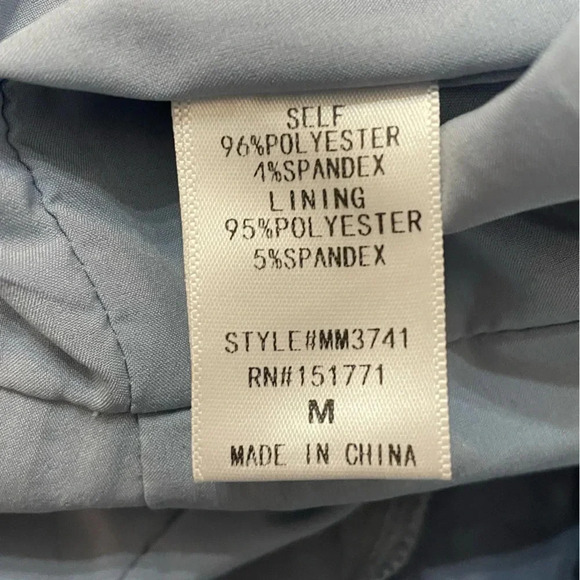 SELF
96%POLYESTER
4%SPANDEX
LINING
95%POLYESTER
5%SPANDEX
STYLE#MM3741
RN#151771
M
MADE IN CHINA